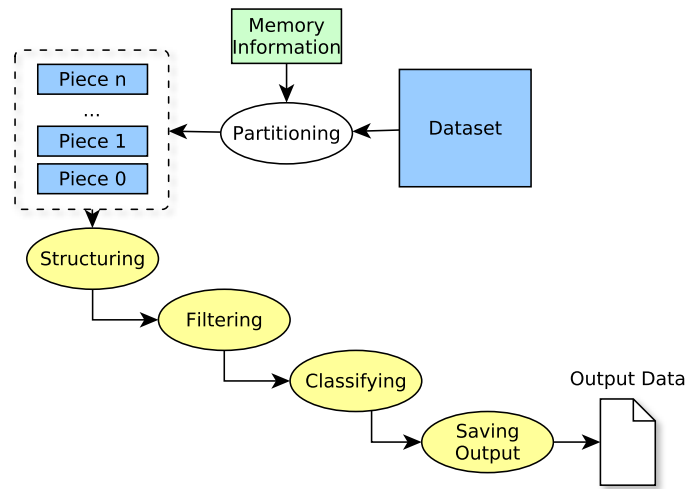 Memory
Information
Piece n
...
Piece 1
Piece 0
Partitioning
Dataset
Structuring
Filtering
Classifying
Output Data
Saving
Output